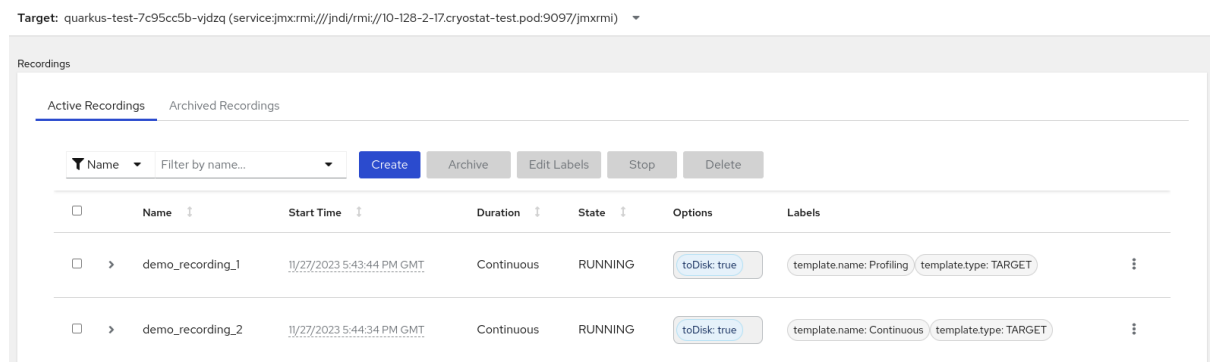 Target: quarkus-test-7c95cc5b-vjdzq (service:jmx:rmi:///jndi/rmi://10-128-2-17.cryostat-test.pod:9097/jmxrmi)
Recordings
Active Recordings Archived Recordings
Name Filter by name... Create Archive Edit Labels Stop Delete
Name Start Time Duration State Options Labels
demo_recording_1 11/27/2023 5:43:44 PM GMT Continuous RUNNING toDisk: true template.name: Profiling template.type: TARGET
demo_recording_2 11/27/2023 5:44:34 PM GMT Continuous RUNNING toDisk: true template.name: Continuous template.type: TARGET